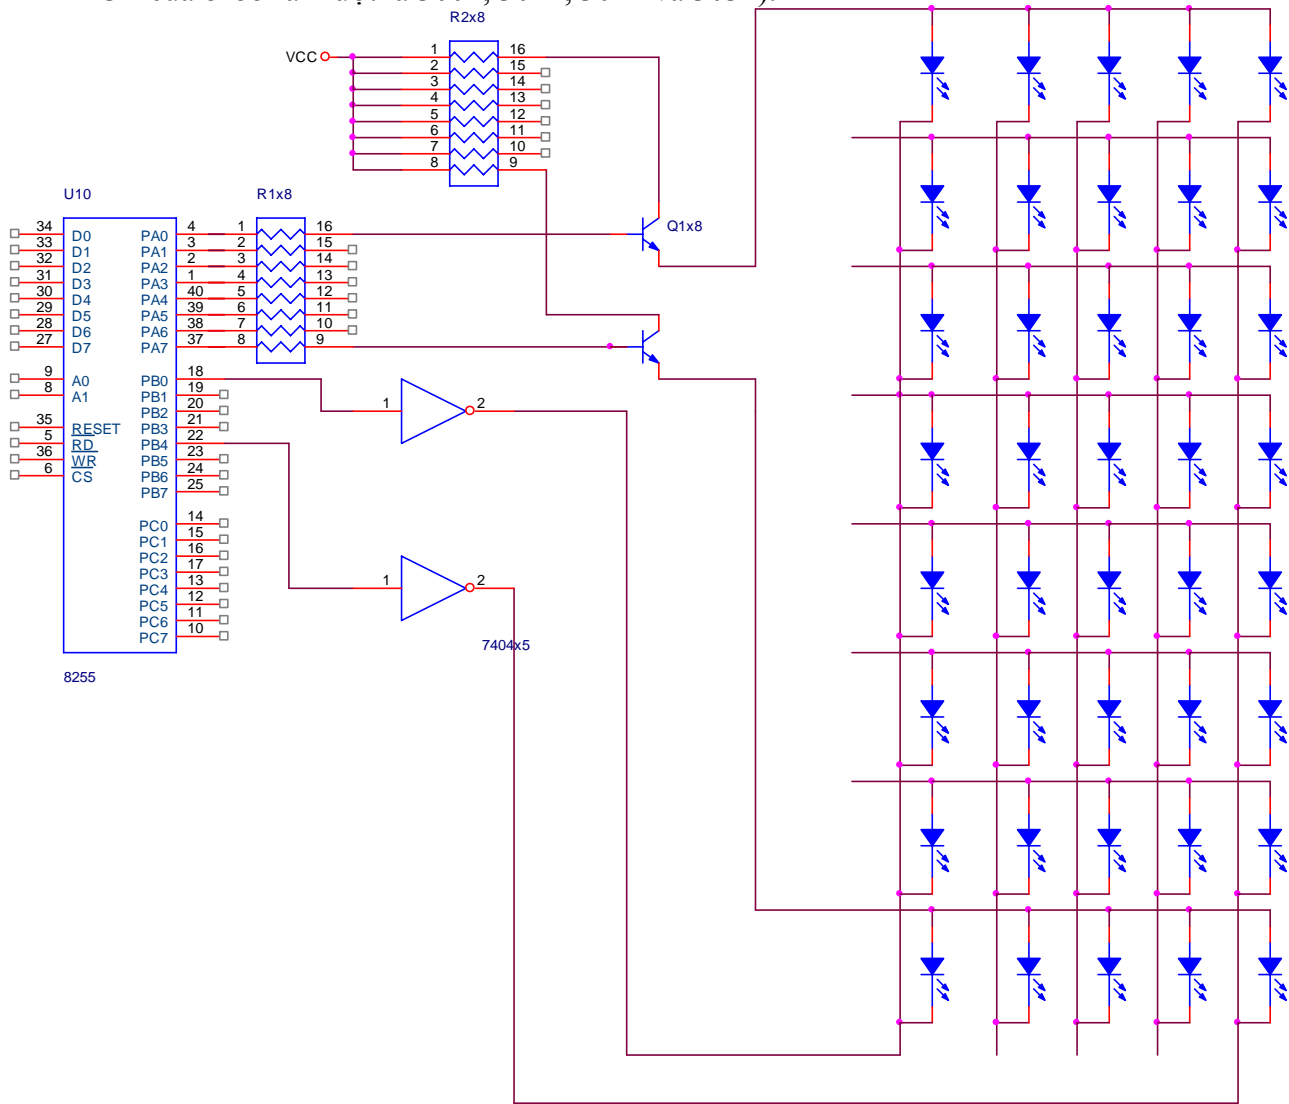 R2x8
VCC
1 16
2 15
3 14
4 13
5 12
6 11
7 10
8 9
U10
R1x8
34 D0 PA0 4 1 16
33 D1 PA1 3 2 15
32 D2 PA2 2 3 14
31 D3 PA3 1 4 13
30 D4 PA4 40 5 12
29 D5 PA5 39 6 11
28 D6 PA6 38 7 10
27 D7 PA7 37 8 9
Q1x8
9 A0 PB0 18
8 A1 PB1 19
PB2 20
35 RESET PB3 21
5 RD PB4 22
36 WR PB5 23
6 CS PB6 24
PB7 25
1 2
PC0 14
PC1 15
PC2 16
PC3 17
PC4 13
PC5 12
PC6 11
PC7 10
1 2
7404x5
8255